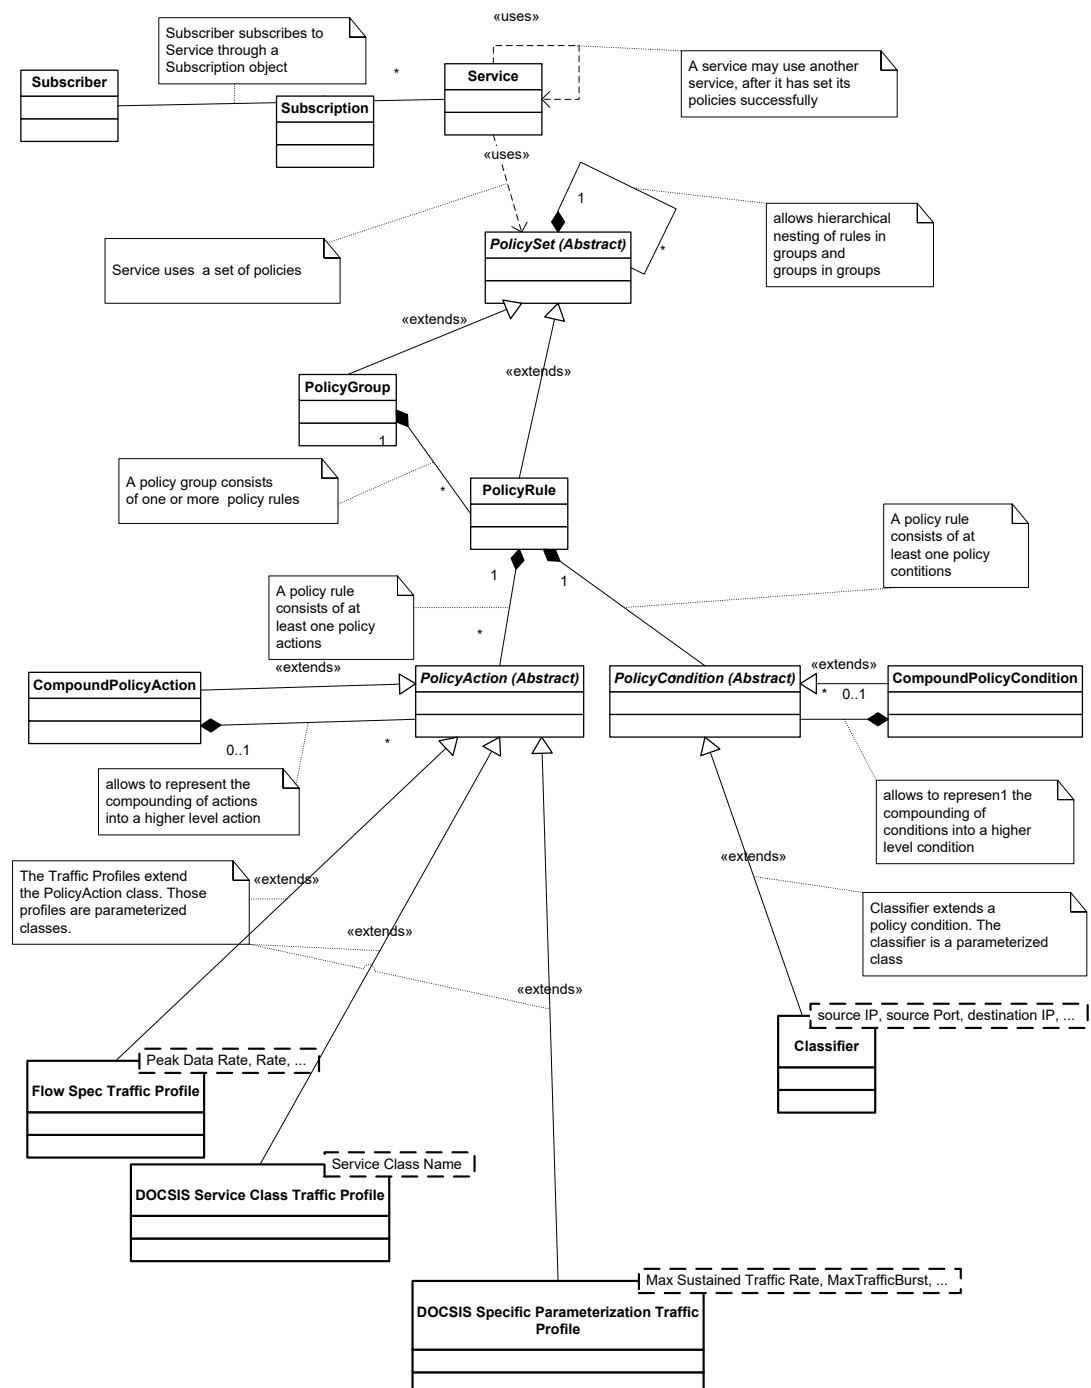 «uses»
Subscriber subscribes to
Service through a
Subscription object
*
Service
A service may use another
service, after it has set its
policies successfully
Subscriber
Subscription
«uses»
1
allows hierarchical
nesting of rules in
groups and
groups in groups
PolicySet (Abstract)
*
Service uses  a set of policies
«extends»
«extends»
PolicyGroup
1
A policy group consists
of one or more  policy rules
*
PolicyRule
A policy rule
consists of at
least one policy
contitions
1
1
A policy rule
consists of at
least one policy
actions
*
«extends»
«extends»
CompoundPolicyAction
PolicyAction (Abstract)
PolicyCondition (Abstract)
CompoundPolicyCondition
*
0..1
0..1
*
allows to represent the
compounding of actions
into a higher level action
allows to represen1 the
compounding of
conditions into a higher
level condition
The Traffic Profiles extend
the PolicyAction class. Those
profiles are parameterized
classes.
«extends»
«extends»
Classifier extends a
policy condition. The
classifier is a parameterized
class
«extends»
«extends»
source IP, source Port, destination IP, ...
Classifier
Peak Data Rate, Rate, ...
Flow Spec Traffic Profile
Service Class Name
DOCSIS Service Class Traffic Profile
Max Sustained Traffic Rate, MaxTrafficBurst, ...
DOCSIS Specific Parameterization Traffic
Profile